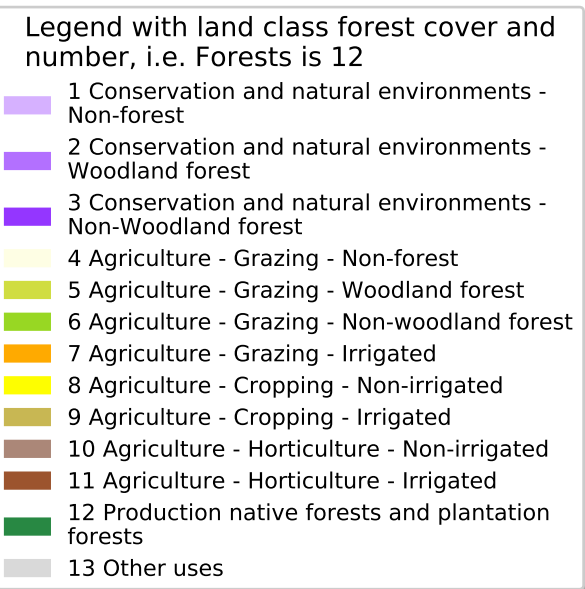 Legend with land class forest cover and
number, i.e. Forests is 12
1 Conservation and natural environments -
Non-forest
2 Conservation and natural environments -
Woodland forest
3 Conservation and natural environments -
Non-Woodland forest
4 Agriculture - Grazing - Non-forest
5 Agriculture - Grazing - Woodland forest
6 Agriculture - Grazing - Non-woodland forest
7 Agriculture - Grazing - Irrigated
8 Agriculture - Cropping - Non-irrigated
9 Agriculture - Cropping - Irrigated
10 Agriculture - Horticulture - Non-irrigated
11 Agriculture - Horticulture - Irrigated
12 Production native forests and plantation
forests
13 Other uses